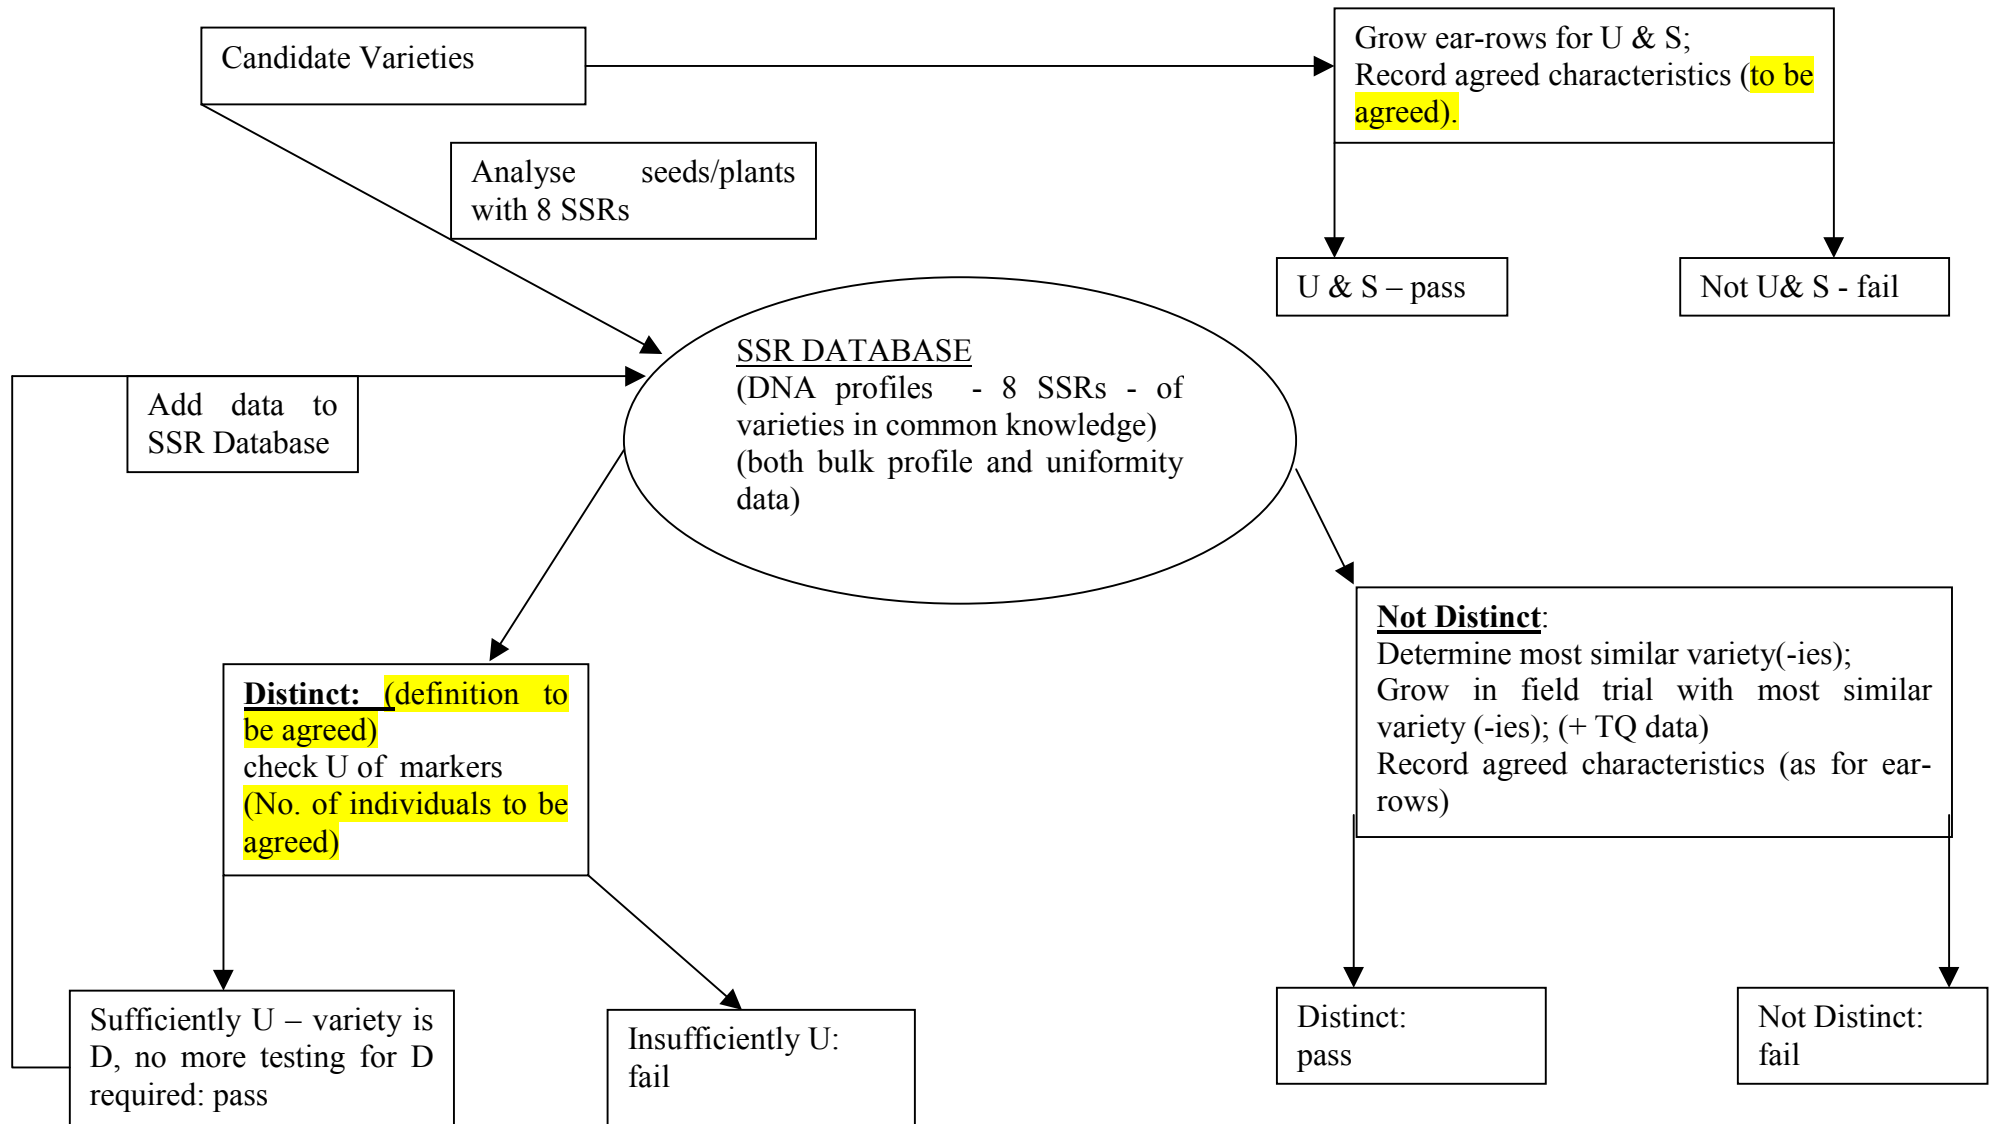 Candidate Varieties
Grow ear-rows for U & S;
Record agreed characteristics (to be
agreed).
Analyse seeds/plants
with 8 SSRs
U & S – pass
Not U& S - fail
SSR DATABASE
(DNA profiles - 8 SSRs - of
varieties in common knowledge)
(both bulk profile and uniformity
data)
Add data to
SSR Database
Not Distinct:
Determine most similar variety(-ies);
Grow in field trial with most similar
variety (-ies); (+ TQ data)
Record agreed characteristics (as for ear-
rows)
Distinct: (definition to
be agreed)
check U of markers
(No. of individuals to be
agreed)
Sufficiently U – variety is
D, no more testing for D
required: pass
Insufficiently U:
fail
Distinct:
pass
Not Distinct:
fail